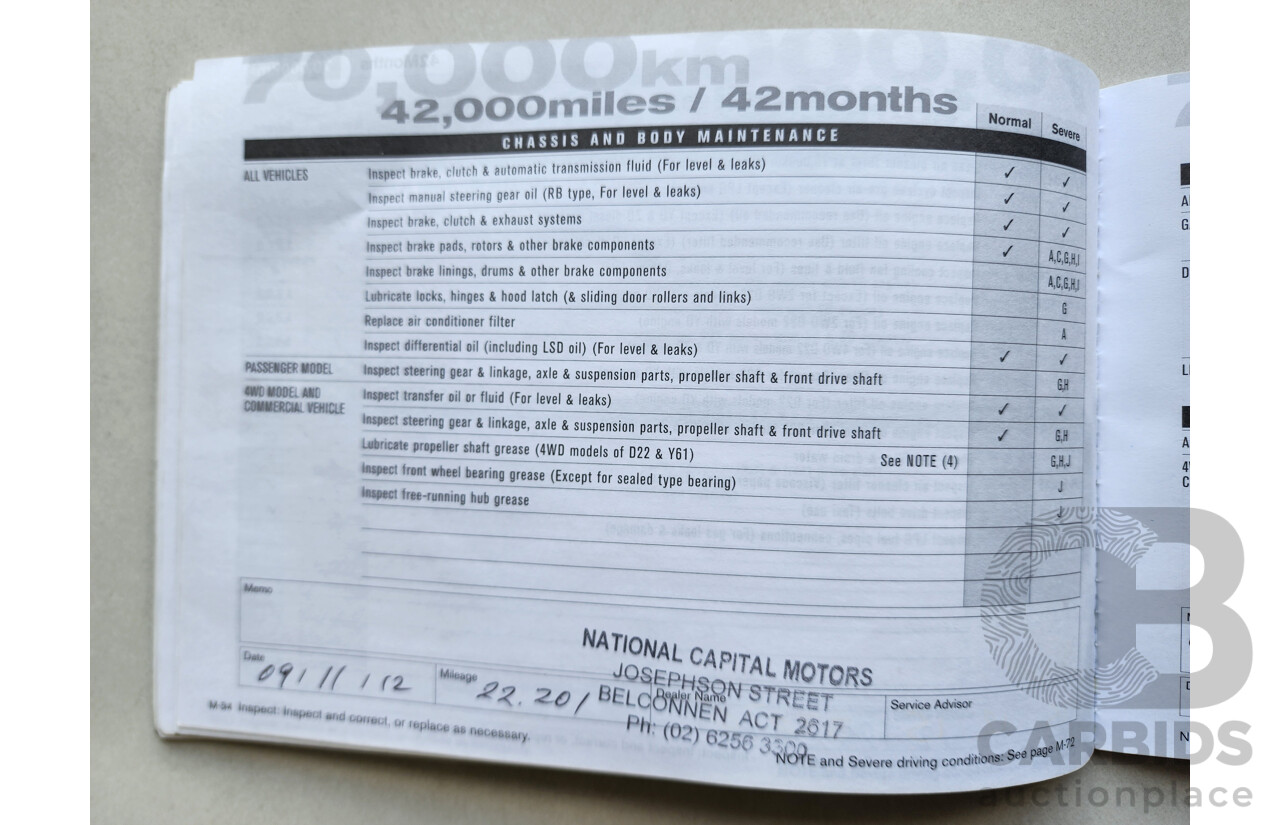 70,000km
42,000miles / 42months
Normal Severe
CHASSIS AND BODY MAINTENANCE
ALL VEHICLES Inspect brake, clutch & automatic transmission fluid (For level & leaks) ✓ ✓
Inspect manual steering gear oil (RB type, For level & leaks) ✓ ✓
Inspect brake, clutch & exhaust systems ✓ ✓
Inspect brake pads, rotors & other brake components ✓ A,C,G,H,I
Inspect brake linings, drums & other brake components A,C,G,H,I
Lubricate locks, hinges & hood latch (& sliding door rollers and links) G
Replace air conditioner filter A
Inspect differential oil (including LSD oil) (For level & leaks) ✓ ✓
PASSENGER MODEL Inspect steering gear & linkage, axle & suspension parts, propeller shaft & front drive shaft G,H
4WD MODEL AND Inspect transfer oil or fluid (For level & leaks) ✓ ✓
COMMERCIAL VEHICLE Inspect steering gear & linkage, axle & suspension parts, propeller shaft & front drive shaft ✓ G,H
Lubricate propeller shaft grease (4WD models of D22 & Y61) See NOTE (4) G,H,J
Inspect front wheel bearing grease (Except for sealed type bearing) J
Inspect free-running hub grease J
Memo
NATIONAL CAPITAL MOTORS
JOSEPHSON STREET
BELCONNEN ACT 2617
Ph: (02) 6256 3300
Date 09/11/12
Mileage 22.201
Dealer Name
Service Advisor
M-94 Inspect: Inspect and correct, or replace as necessary.
NOTE and Severe driving conditions: See page M-72
CB
CARBIDS
auctionplace